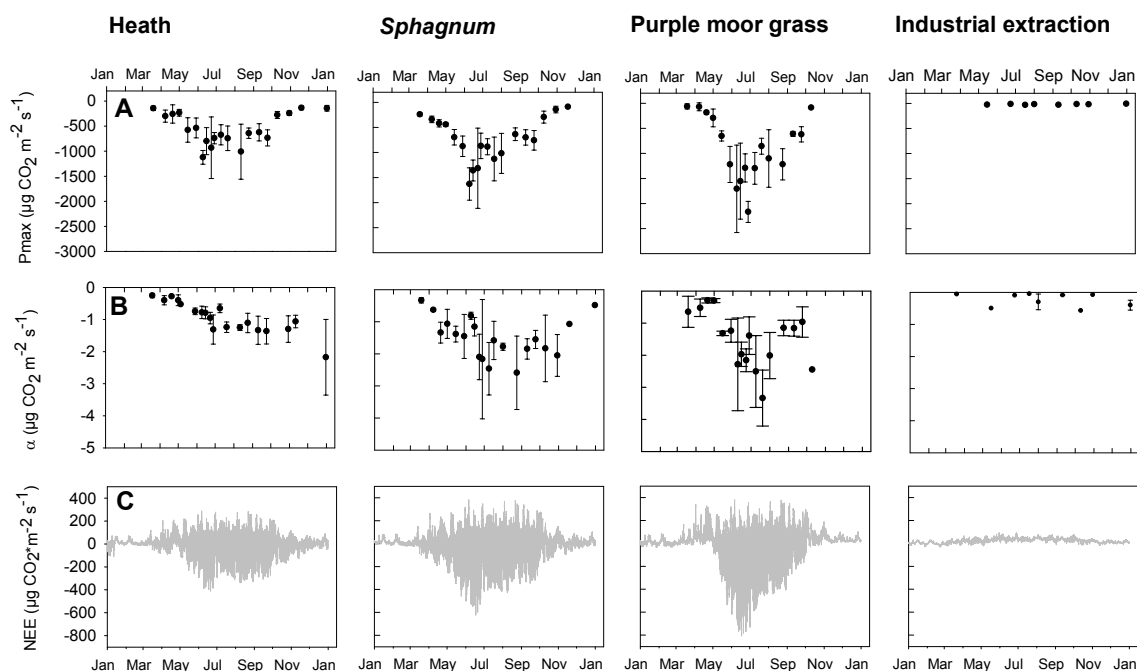 Heath Sphagnum Purple moor grass Industrial extraction
Jan Mar May Jul Sep Nov Jan Jan Mar May Jul Sep Nov Jan Jan Mar May Jul Sep Nov Jan Jan Mar May Jul Sep Nov Jan
A
Pmax (µg CO2 m-2 s-1)
0
-500
-1000
-1500
-2000
-2500
-3000
B
α (µg CO2 m-2 s-1)
0
-1
-2
-3
-4
-5
C
NEE (µg CO2*m-2 s-1)
400
200
0
-200
-400
-600
-800
Jan Mar May Jul Sep Nov Jan Jan Mar May Jul Sep Nov Jan Jan Mar May Jul Sep Nov Jan Jan Mar May Jul Sep Nov Jan